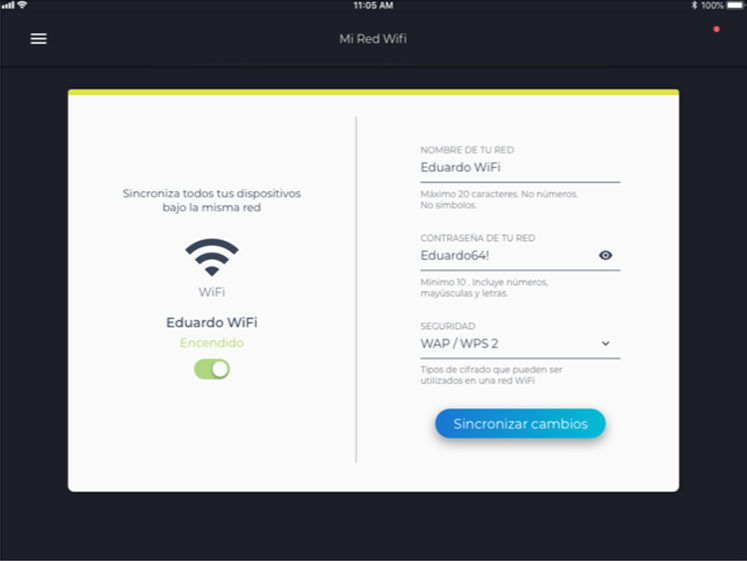 11:05 AM
100%
Mi Red Wifi
Sincroniza todos tus dispositivos
bajo la misma red
WiFi
Eduardo WiFi
Encendido
NOMBRE DE TU RED
Eduardo WiFi
Máximo 20 caracteres. No números.
No simbolos.
CONTRASEÑA DE TU RED
Eduardo64!
Minimo 10 . Incluye números,
mayúsculas y letras.
SEGURIDAD
WAP / WPS 2
Tipos de cifrado que pueden ser
utilizados en una red WiFi
Sincronizar cambios